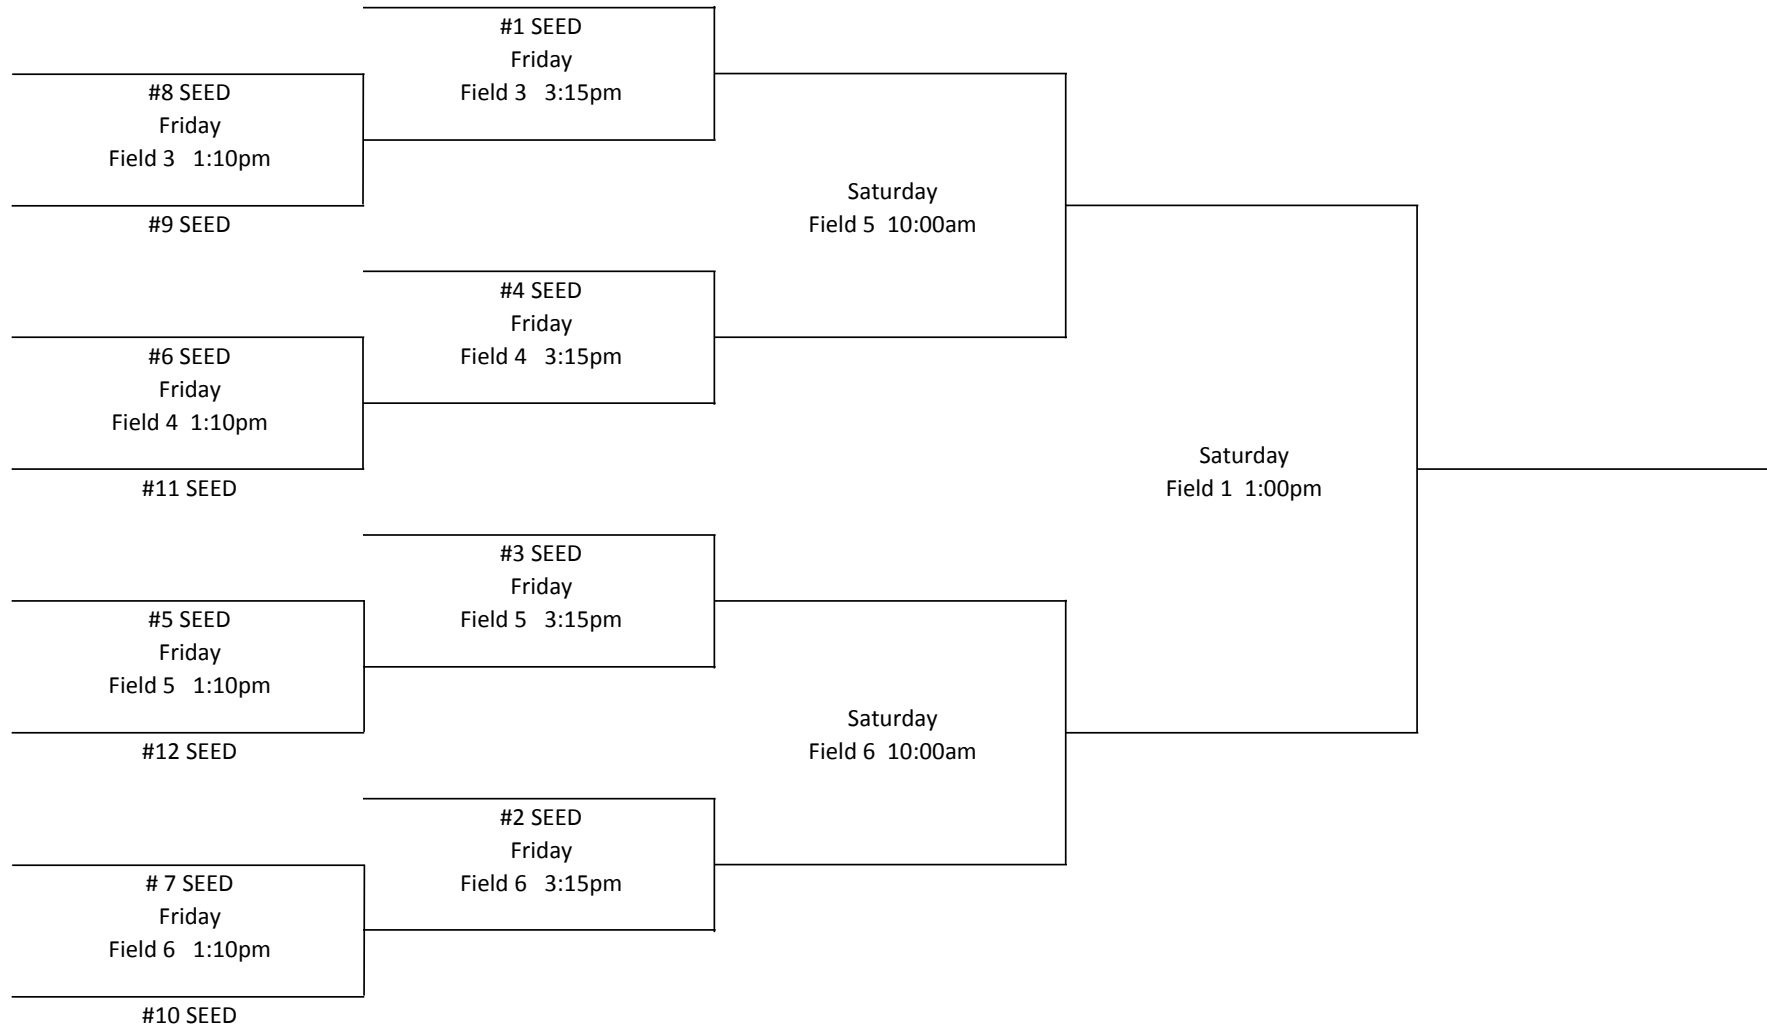 #1 SEED
Friday
Field 3 3:15pm
#8 SEED
Friday
Field 3 1:10pm
#9 SEED
Saturday
Field 5 10:00am
#4 SEED
Friday
Field 4 3:15pm
#6 SEED
Friday
Field 4 1:10pm
#11 SEED
Saturday
Field 1 1:00pm
#3 SEED
Friday
Field 5 3:15pm
#5 SEED
Friday
Field 5 1:10pm
#12 SEED
Saturday
Field 6 10:00am
#2 SEED
Friday
Field 6 3:15pm
# 7 SEED
Friday
Field 6 1:10pm
#10 SEED